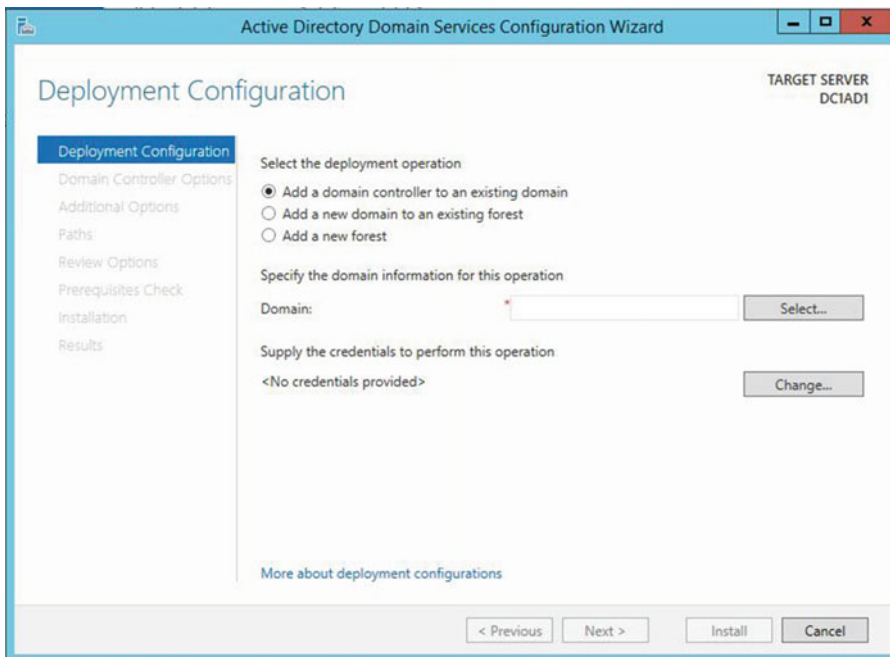 Active Directory Domain Services Configuration Wizard
Deployment Configuration
TARGET SERVER
DC1AD1
Deployment Configuration
Domain Controller Options
Additional Options
Paths
Review Options
Prerequisites Check
Installation
Results
Select the deployment operation
Add a domain controller to an existing domain
Add a new domain to an existing forest
Add a new forest
Specify the domain information for this operation
Domain: *
Select...
Supply the credentials to perform this operation
<No credentials provided>
Change...
More about deployment configurations
< Previous
Next >
Install
Cancel